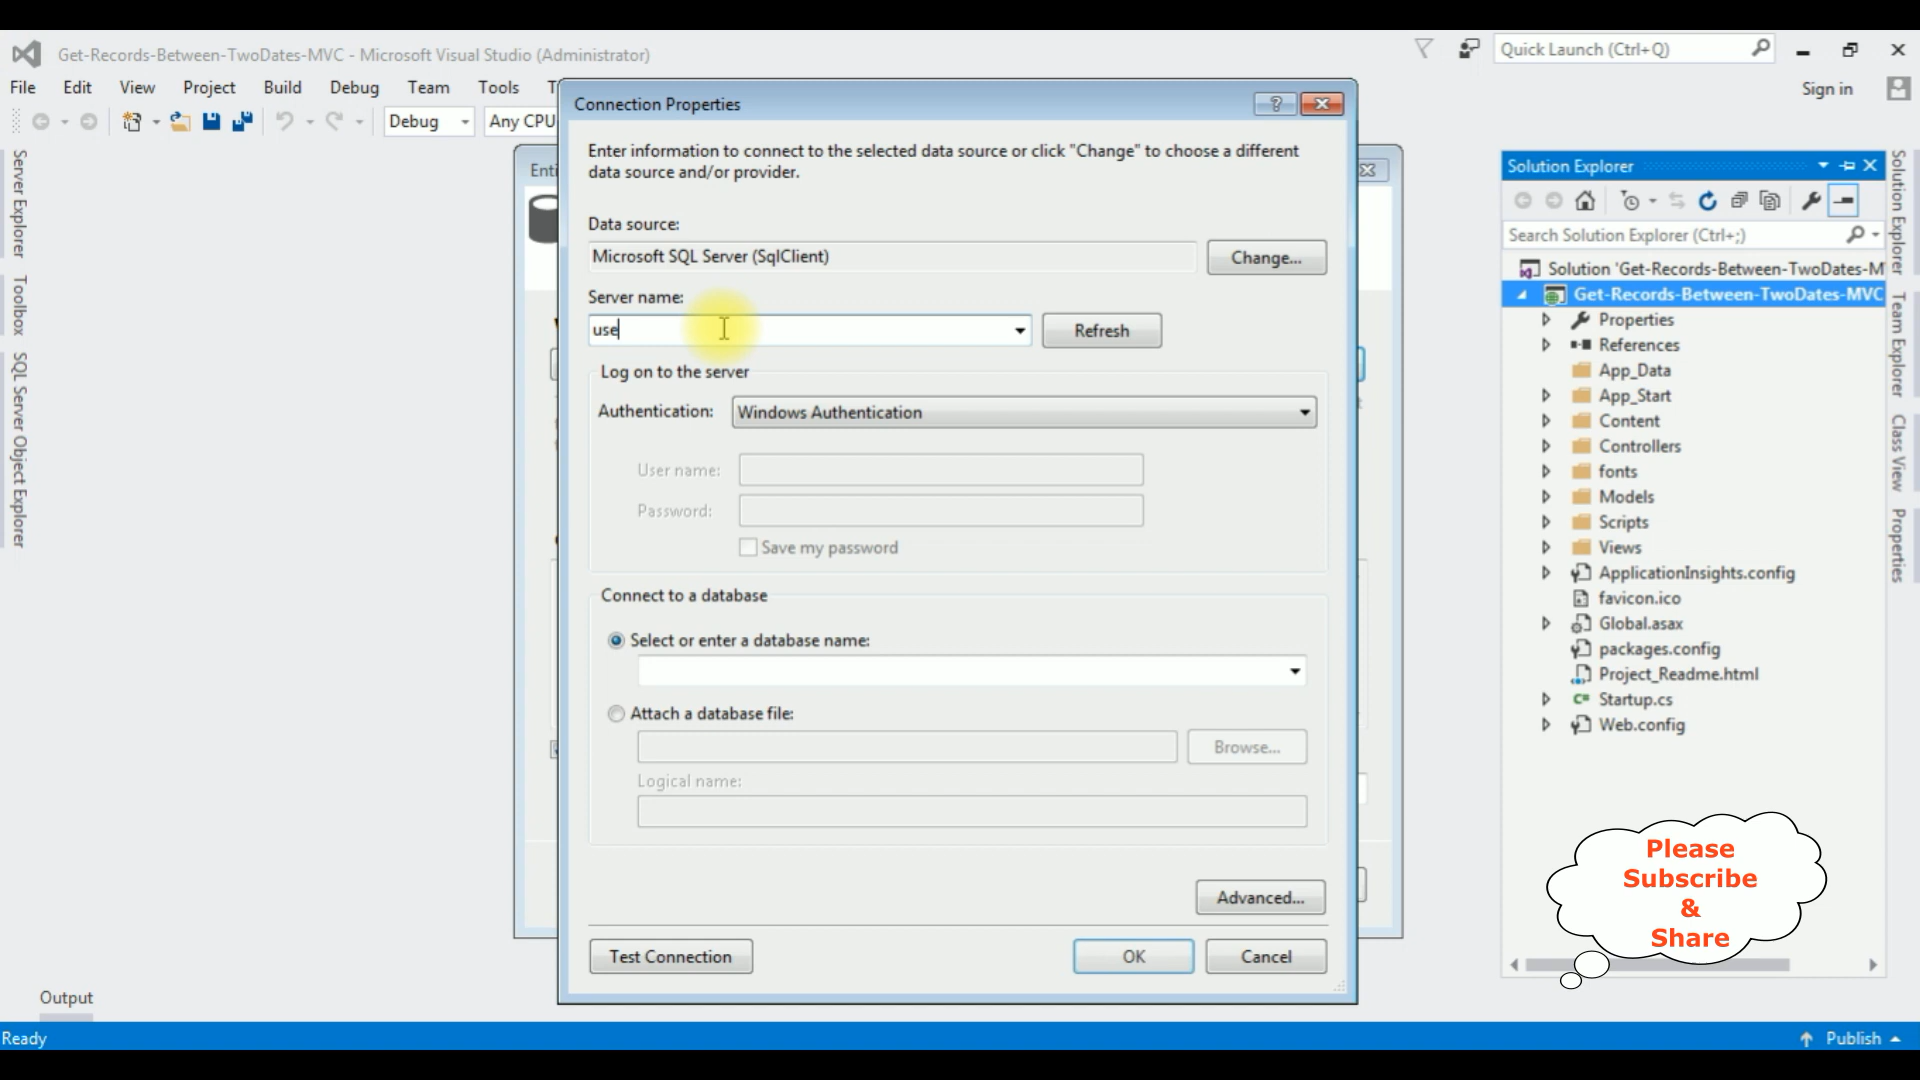 Get-Records-Between-TwoDates-MVC - Microsoft Visual Studio (Administrator)
Quick Launch (Ctrl+Q)
File Edit View Project Build Debug Team Tools T
Sign in
Debug
Any CPU
Server Explorer
Toolbox
SQL Server Object Explorer
Enti
Connection Properties
Enter information to connect to the selected data source or click "Change" to choose a different
data source and/or provider.
Data source:
Microsoft SQL Server (SqlClient)
Change...
Server name:
use
Refresh
Log on to the server
Authentication:
Windows Authentication
User name:
Password:
Save my password
Connect to a database
Select or enter a database name:
Attach a database file:
Browse...
Logical name:
Advanced...
Test Connection
OK
Cancel
Solution Explorer
Search Solution Explorer (Ctrl+;)
Solution 'Get-Records-Between-TwoDates-M
Get-Records-Between-TwoDates-MVC
Properties
References
App_Data
App_Start
Content
Controllers
fonts
Models
Scripts
Views
ApplicationInsights.config
favicon.ico
Global.asax
packages.config
Project_Readme.html
C# Startup.cs
Web.config
Solution Explorer
Team Explorer
Class View
Properties
Please
Subscribe
&
Share
Output
Ready
Publish